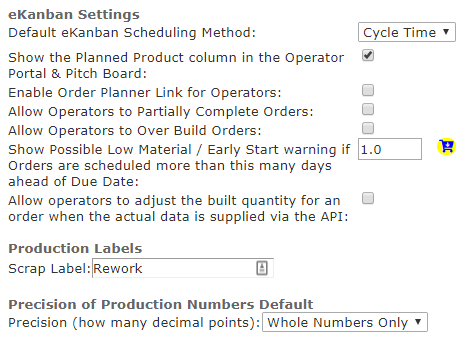 eKanban Settings
Default eKanban Scheduling Method: Cycle Time
Show the Planned Product column in the Operator
Portal & Pitch Board:
Enable Order Planner Link for Operators:
Allow Operators to Partially Complete Orders:
Allow Operators to Over Build Orders:
Show Possible Low Material / Early Start warning if 1.0
Orders are scheduled more than this many days
ahead of Due Date:
Allow operators to adjust the built quantity for an
order when the actual data is supplied via the API:
Production Labels
Scrap Label: Rework
Precision of Production Numbers Default
Precision (how many decimal points): Whole Numbers Only